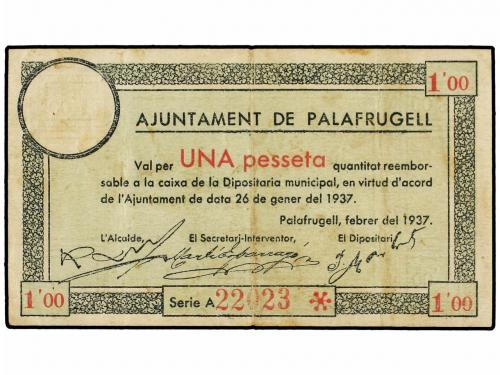 1'00
AJUNTAMENT DE PALAFRUGELL
Val per UNA pesseta quantitat reembor-
sable a la caixa de la Dipositaria municipal, en virtud d'acord
de l'Ajuntament de data 26 de gener del 1937.
Palafrugell, febrer del 1937.
L'Alcalde, El Secretarj-Interventor, El Dipositari
1'00 Serie A 22023 1'00